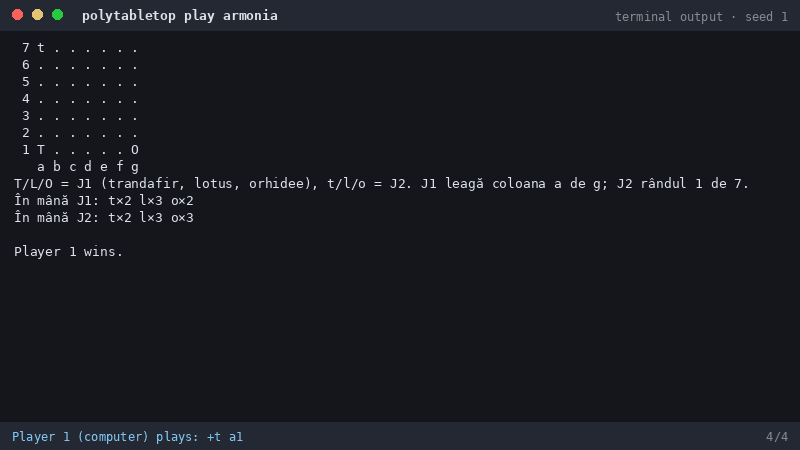 polytabletop play armonia
terminal output · seed 1
7 t . . . . . .
6 . . . . . . .
5 . . . . . . .
4 . . . . . . .
3 . . . . . . .
2 . . . . . . .
1 T . . . . . O
a b c d e f g
T/L/O = J1 (trandafir, lotus, orhidee), t/l/o = J2. J1 leagă coloana a de g; J2 rândul 1 de 7.
În mână J1: t×2 l×3 o×2
În mână J2: t×2 l×3 o×3
Player 1 wins.
Player 1 (computer) plays: +t a1
4/4